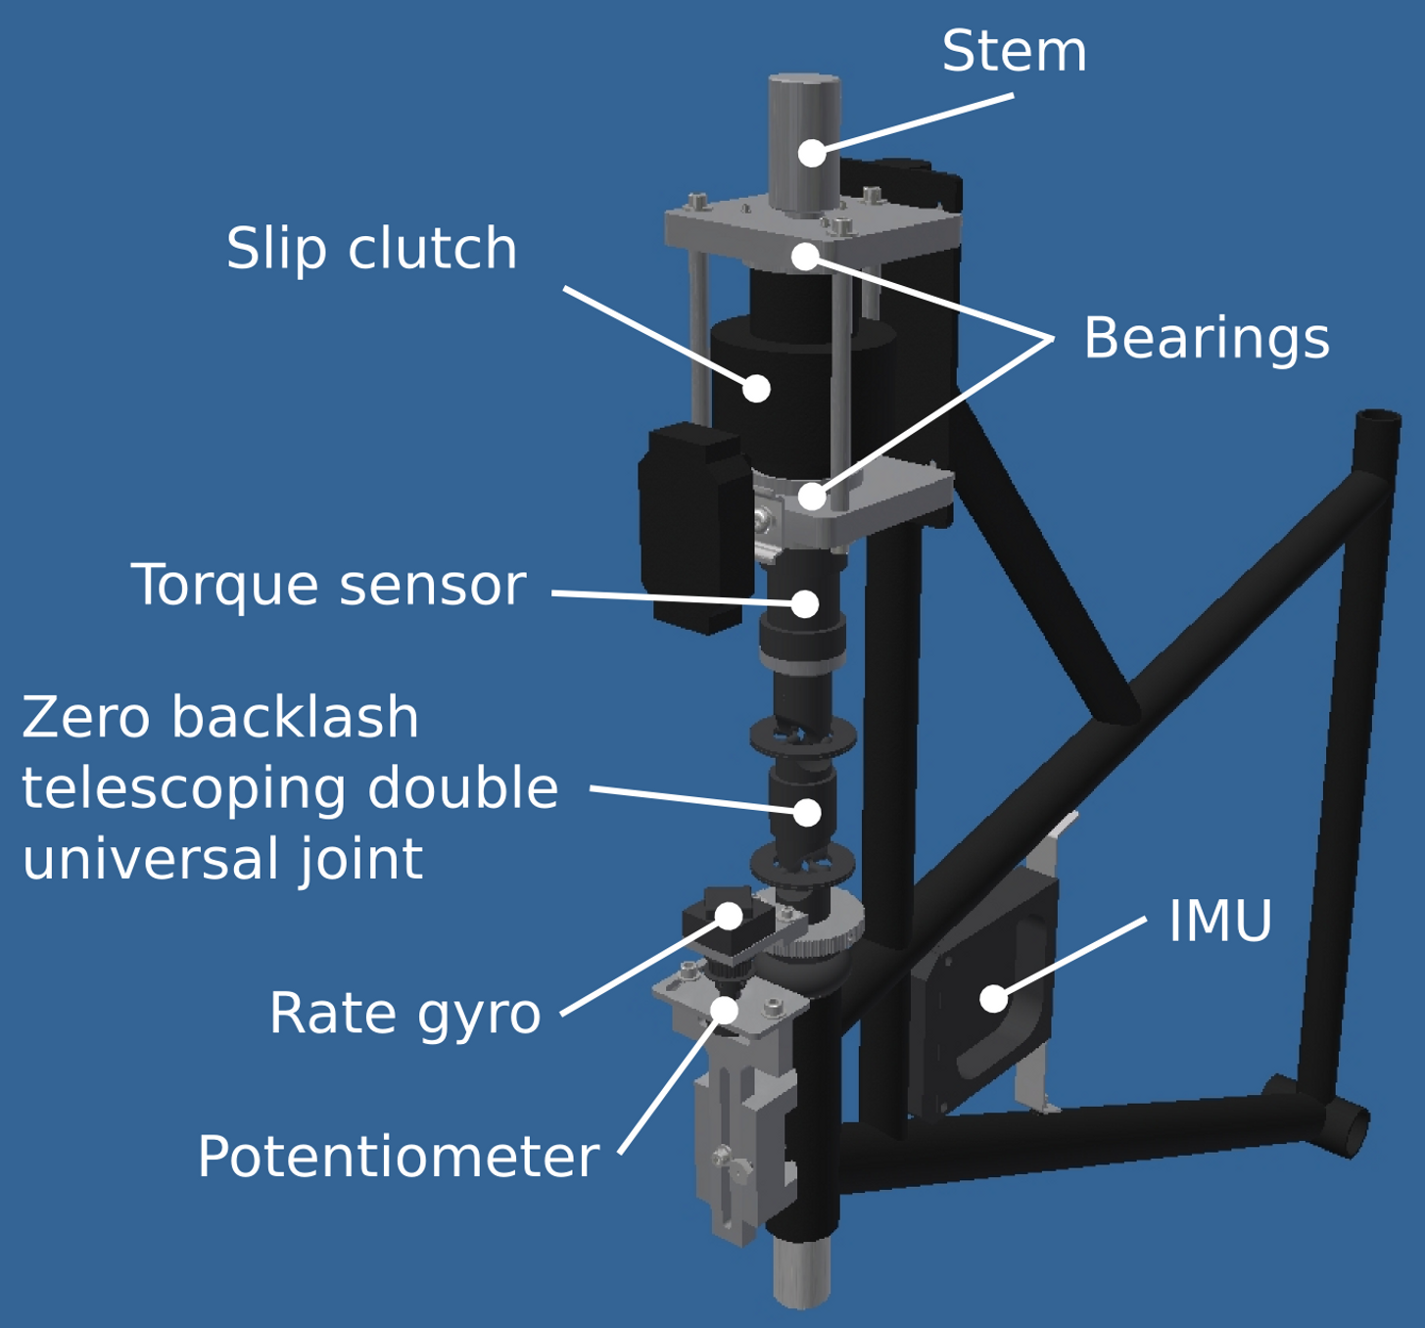 Stem
Slip clutch
Bearings
Torque sensor
Zero backlash
telescoping double
universal joint
IMU
Rate gyro
Potentiometer